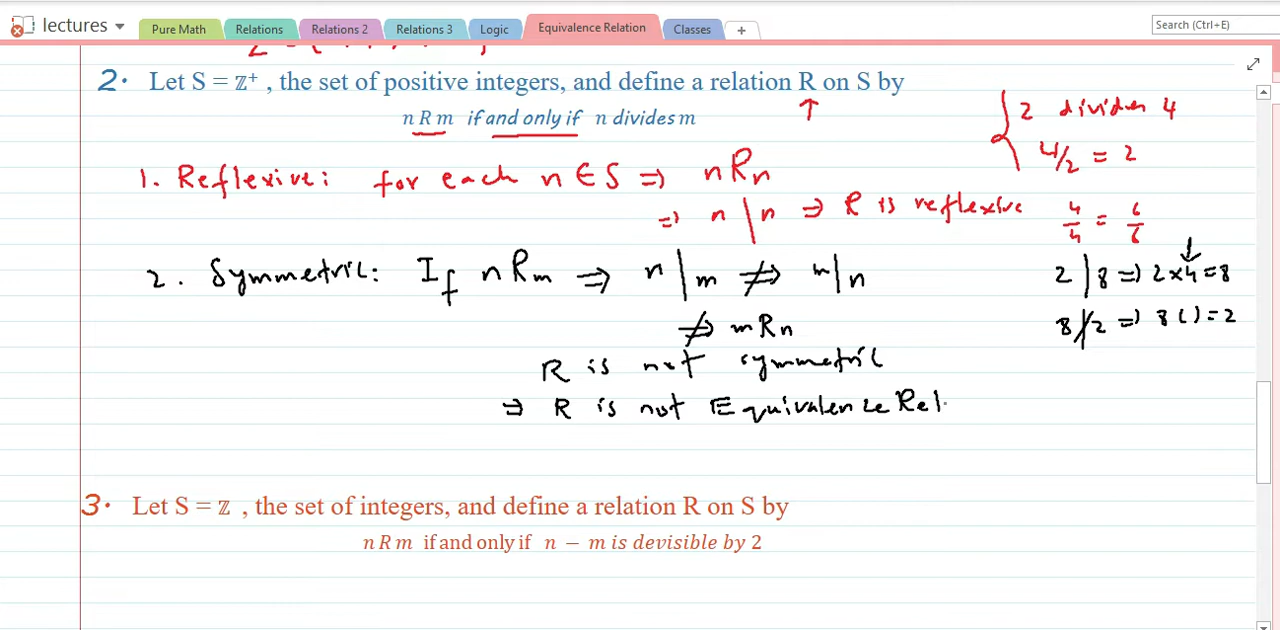 lectures Pure Math Relations Relations 2 Relations 3 Logic Equivalence Relation Classes + Search (Ctrl+E)
2. Let S = ℤ⁺ , the set of positive integers, and define a relation R on S by
n R m if and only if n divides m
2 divides 4
4/2 = 2
1. Reflexive: for each n ∈ S ⇒ nRn
⇒ n | n ⇒ R is reflexive
4/4 = 6/6
2. Symmetric: If nRm ⇒ n | m ⇏ m|n
2 | 8 ⇒ 2×4=8
⇏ mRn
8 ∤ 2 ⇒ 8 ( ) = 2
R is not symmetric
⇒ R is not Equivalence Rel
3. Let S = ℤ , the set of integers, and define a relation R on S by
n R m if and only if n − m is devisible by 2